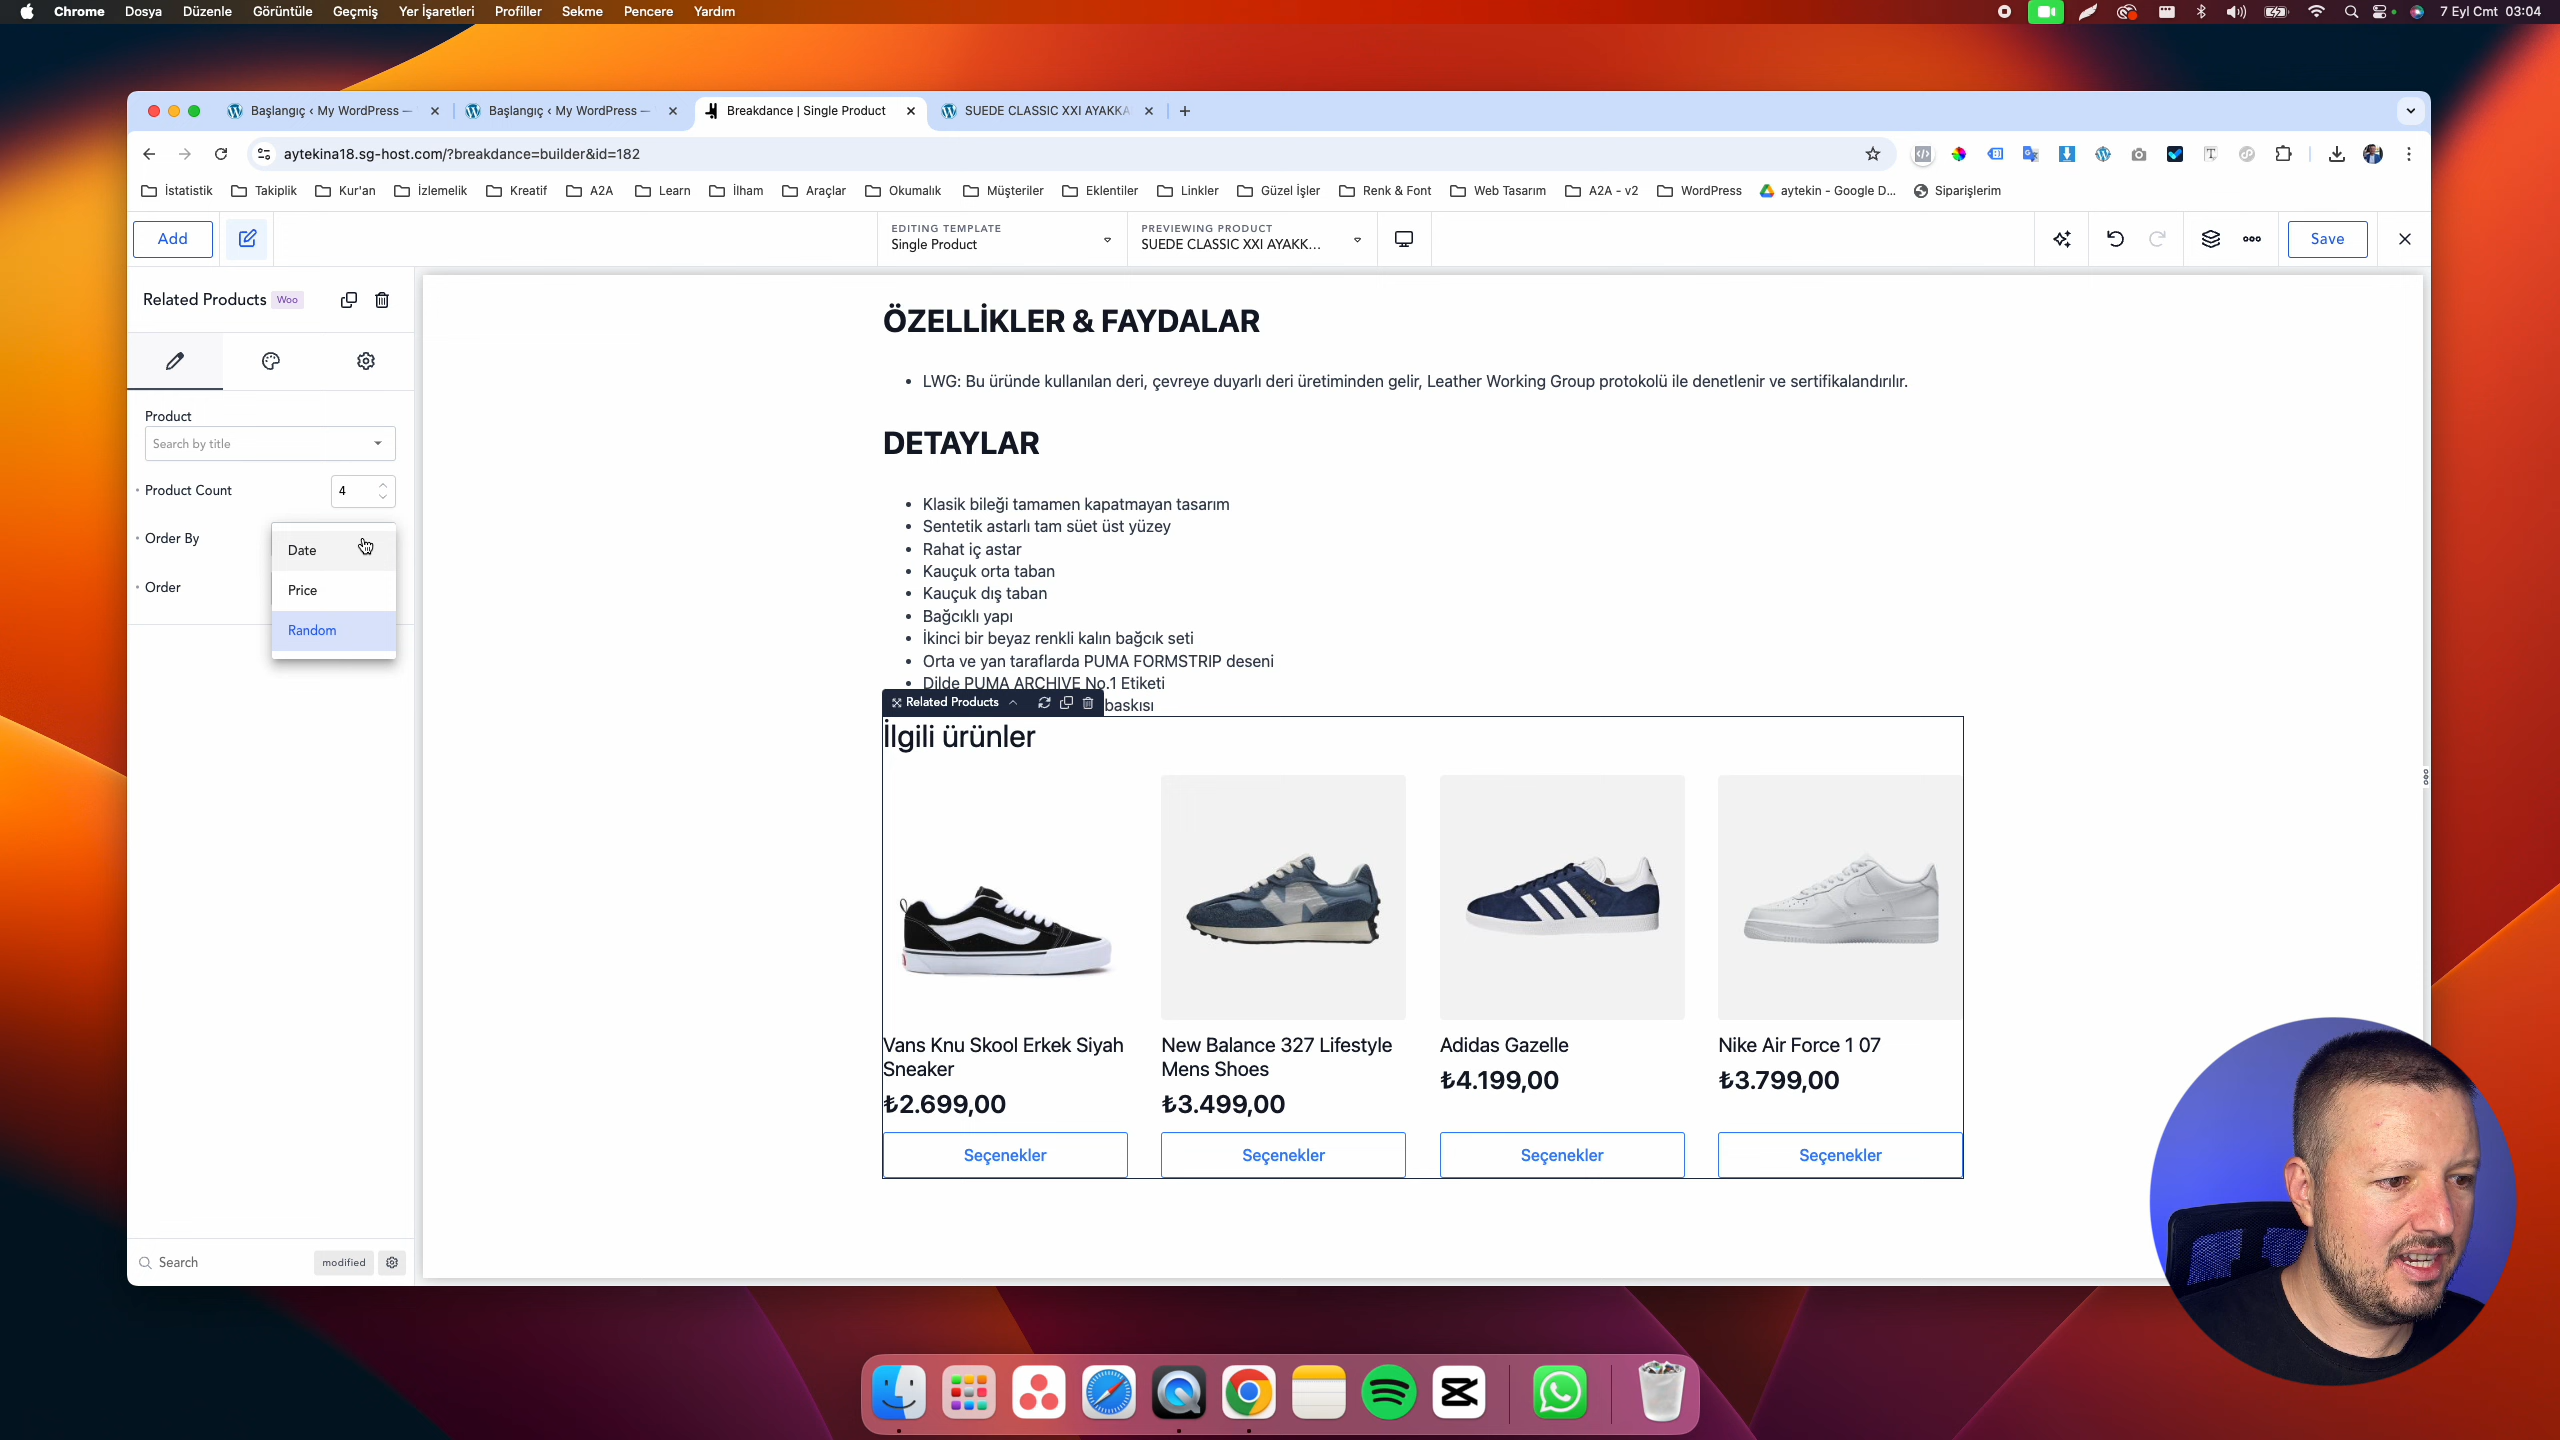 Chrome Dosya Düzenle Görüntüle Geçmiş Yer İşaretleri Profiller Sekme Pencere Yardım 7 Eyl Cmt 03:04
Başlangıç ‹ My WordPress — Başlangıç ‹ My WordPress — Breakdance | Single Product SUEDE CLASSIC XXI AYAKKA
aytekina18.sg-host.com/?breakdance=builder&id=182
İstatistik Takiplik Kur'an İzlemelik Kreatif A2A Learn İlham Araçlar Okumalık Müşteriler Eklentiler Linkler Güzel İşler Renk & Font Web Tasarım A2A - v2 WordPress aytekin - Google D... Siparişlerim
Add
EDITING TEMPLATE
Single Product
PREVIEWING PRODUCT
SUEDE CLASSIC XXI AYAKK...
Save
Related Products Woo
Product
Search by title
Product Count 4
Order By
Order
Date
Price
Random
Search modified
ÖZELLİKLER & FAYDALAR
• LWG: Bu üründe kullanılan deri, çevreye duyarlı deri üretiminden gelir, Leather Working Group protokolü ile denetlenir ve sertifikalandırılır.
DETAYLAR
• Klasik bileği tamamen kapatmayan tasarım
• Sentetik astarlı tam süet üst yüzey
• Rahat iç astar
• Kauçuk orta taban
• Kauçuk dış taban
• Bağcıklı yapı
• İkinci bir beyaz renkli kalın bağcık seti
• Orta ve yan taraflarda PUMA FORMSTRIP deseni
• Dilde PUMA ARCHIVE No.1 Etiketi
Related Products baskısı
İlgili ürünler
Vans Knu Skool Erkek Siyah Sneaker
₺2.699,00
Seçenekler
New Balance 327 Lifestyle Mens Shoes
₺3.499,00
Seçenekler
Adidas Gazelle
₺4.199,00
Seçenekler
Nike Air Force 1 07
₺3.799,00
Seçenekler